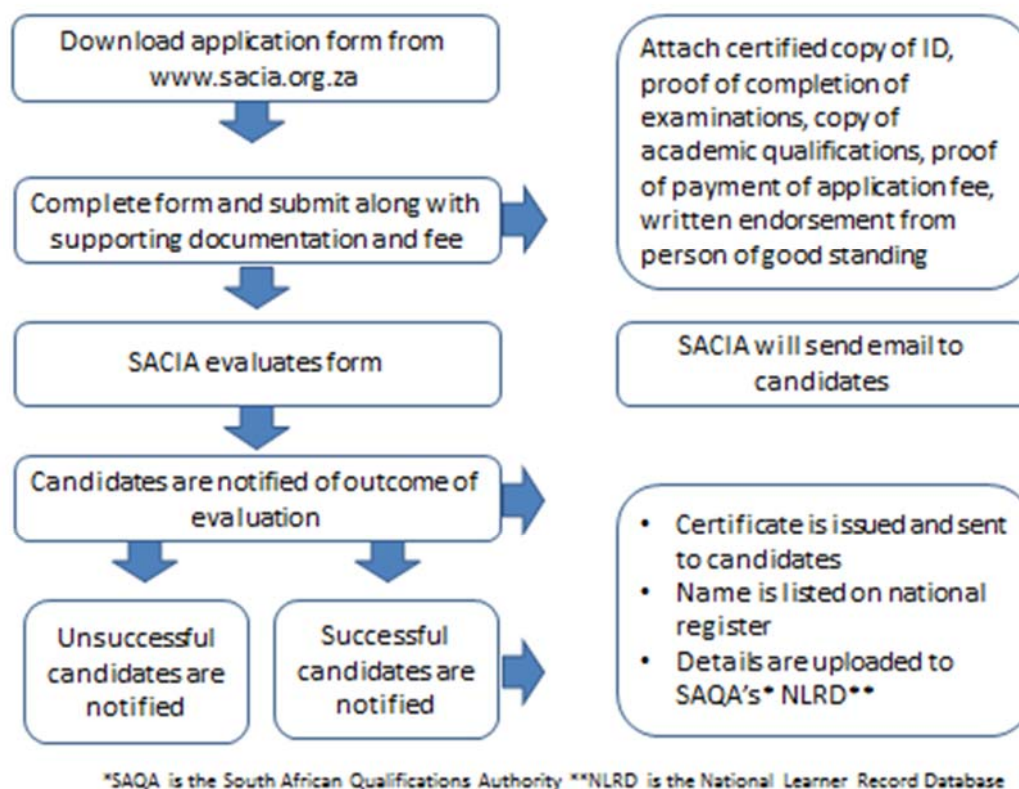 Download application form from
www.sacia.org.za
Attach certified copy of ID,
proof of completion of
examinations, copy of
academic qualifications, proof
of payment of application fee,
written endorsement from
person of good standing
Complete form and submit along with
supporting documentation and fee
SACIA evaluates form
SACIA will send email to
candidates
Candidates are notified of outcome of
evaluation
Unsuccessful
candidates are
notified
Successful
candidates are
notified
• Certificate is issued and sent
to candidates
• Name is listed on national
register
• Details are uploaded to
SAQA's* NLRD**
*SAQA is the South African Qualifications Authority **NLRD is the National Learner Record Database